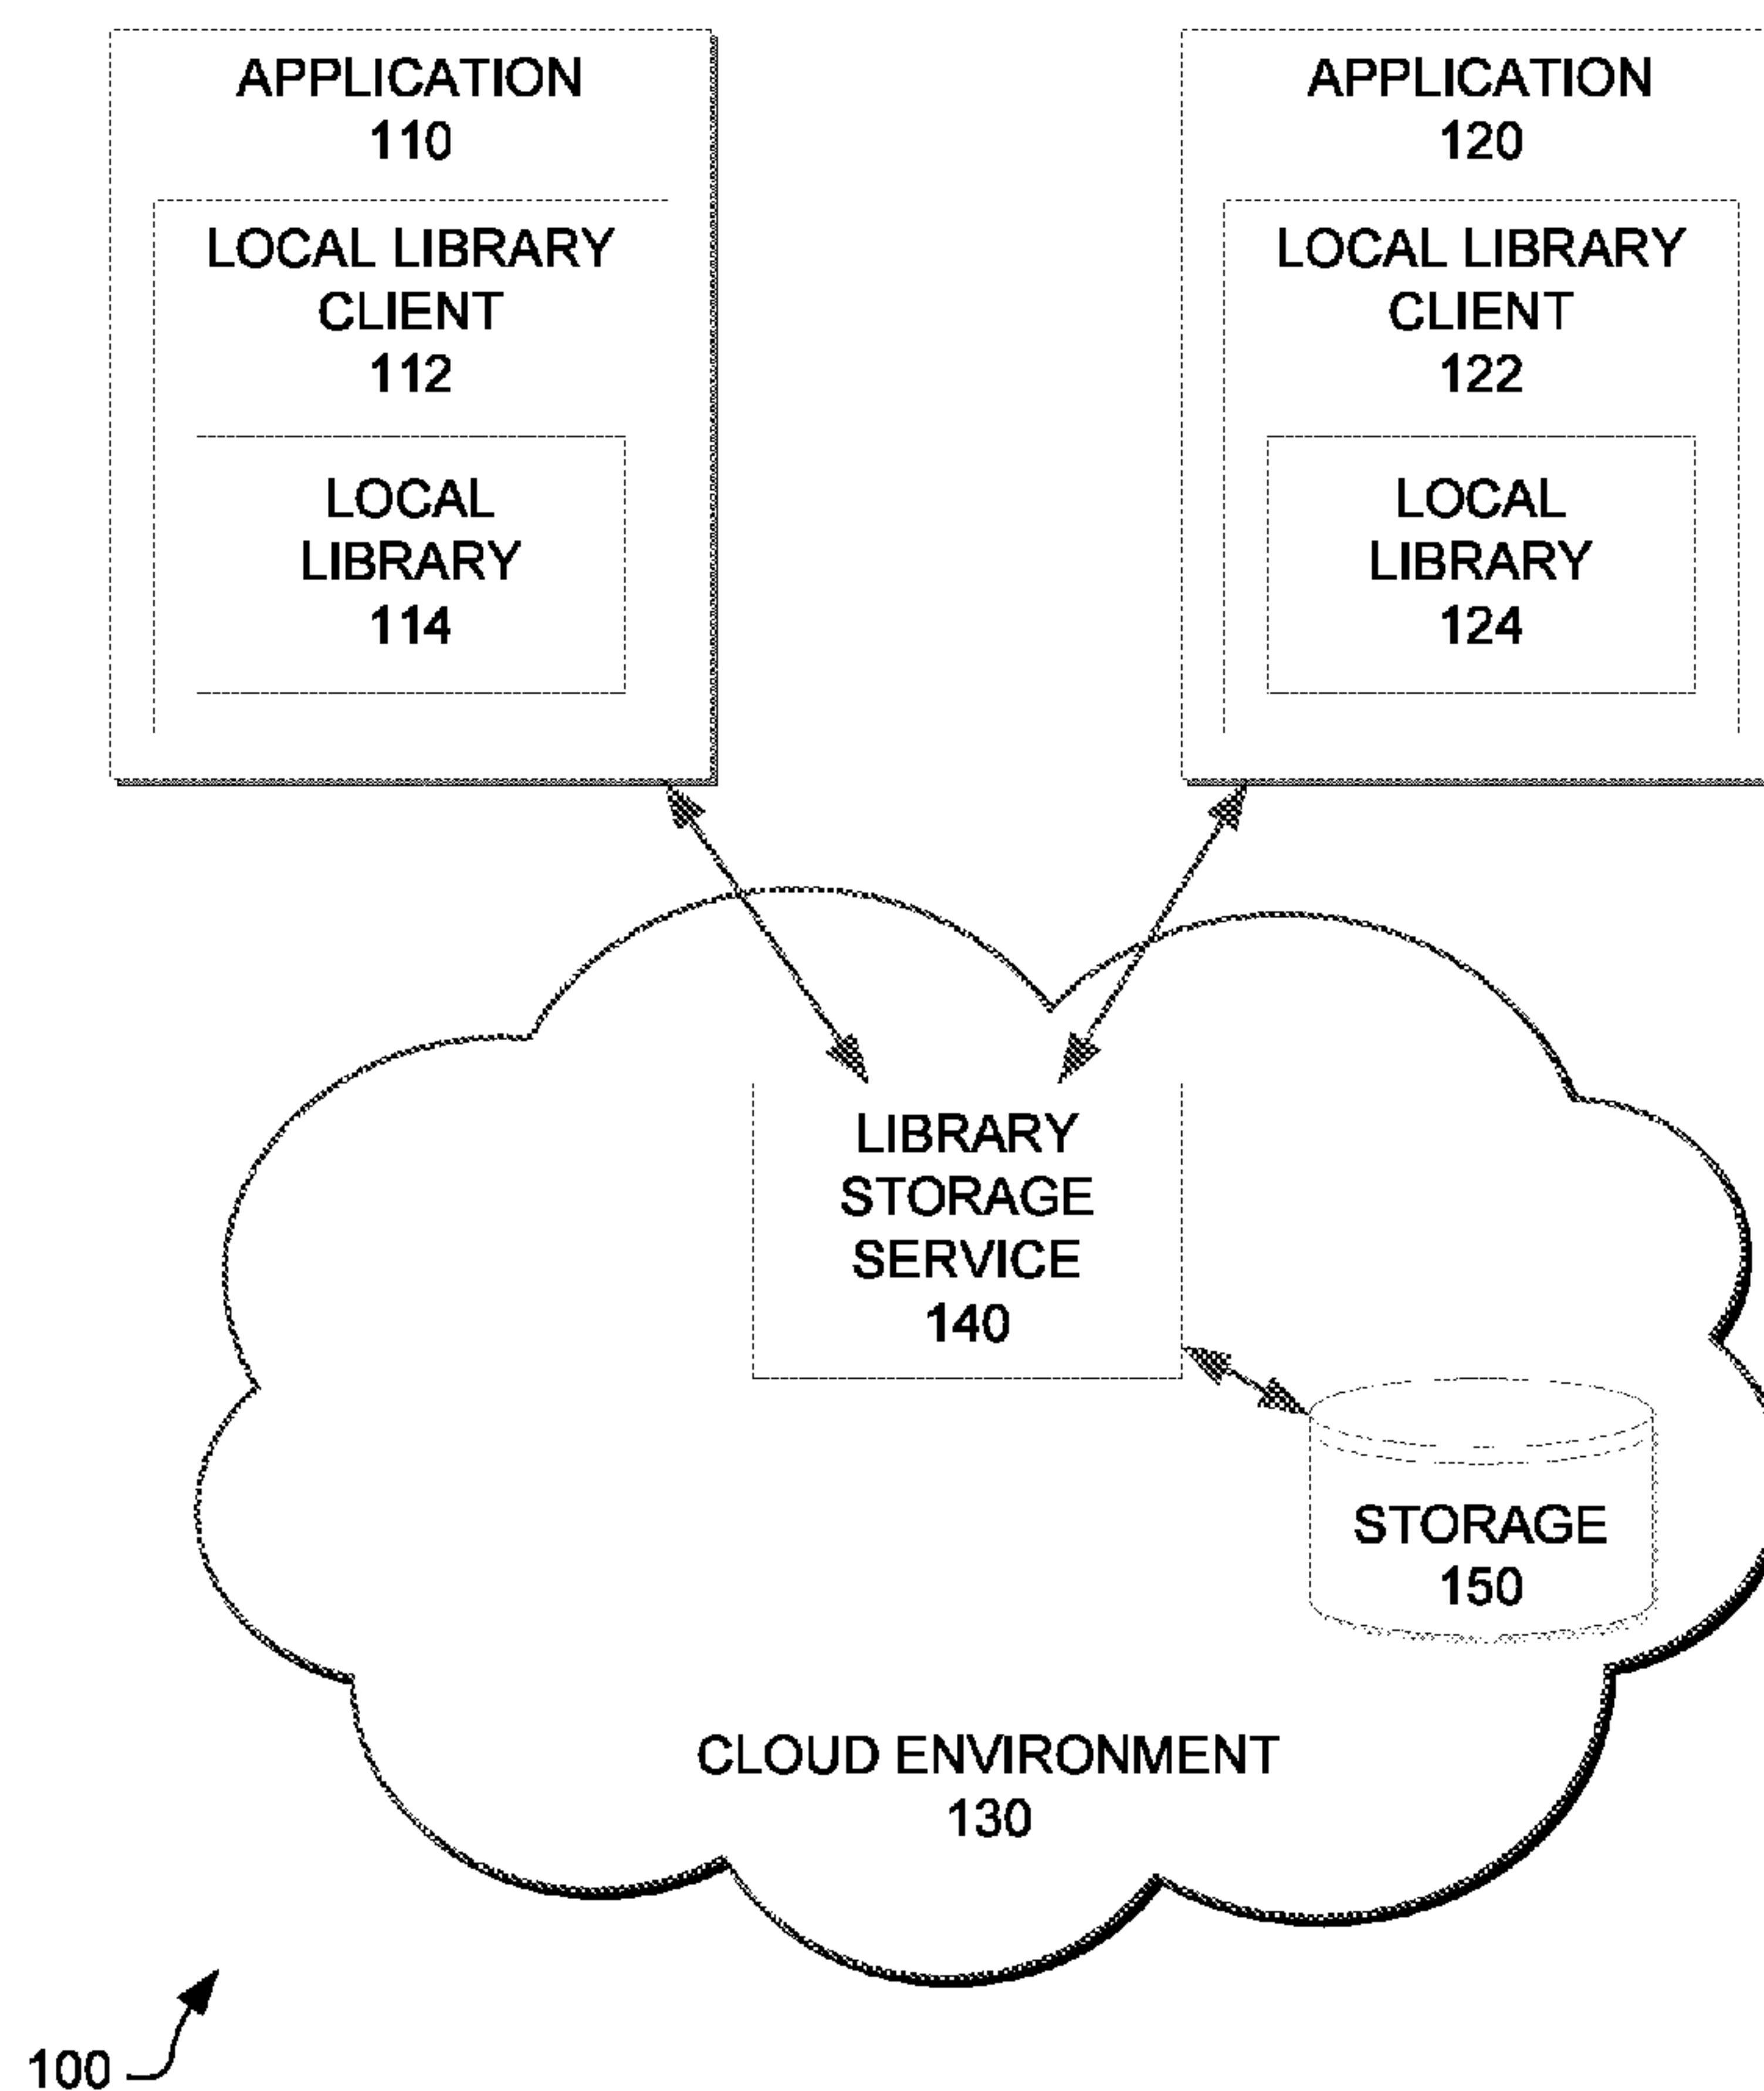 APPLICATION
110
LOCAL LIBRARY
CLIENT
112
LOCAL
LIBRARY
114
APPLICATION
120
LOCAL LIBRARY
CLIENT
122
LOCAL
LIBRARY
124
LIBRARY
STORAGE
SERVICE
140
STORAGE
150
CLOUD ENVIRONMENT
130
100